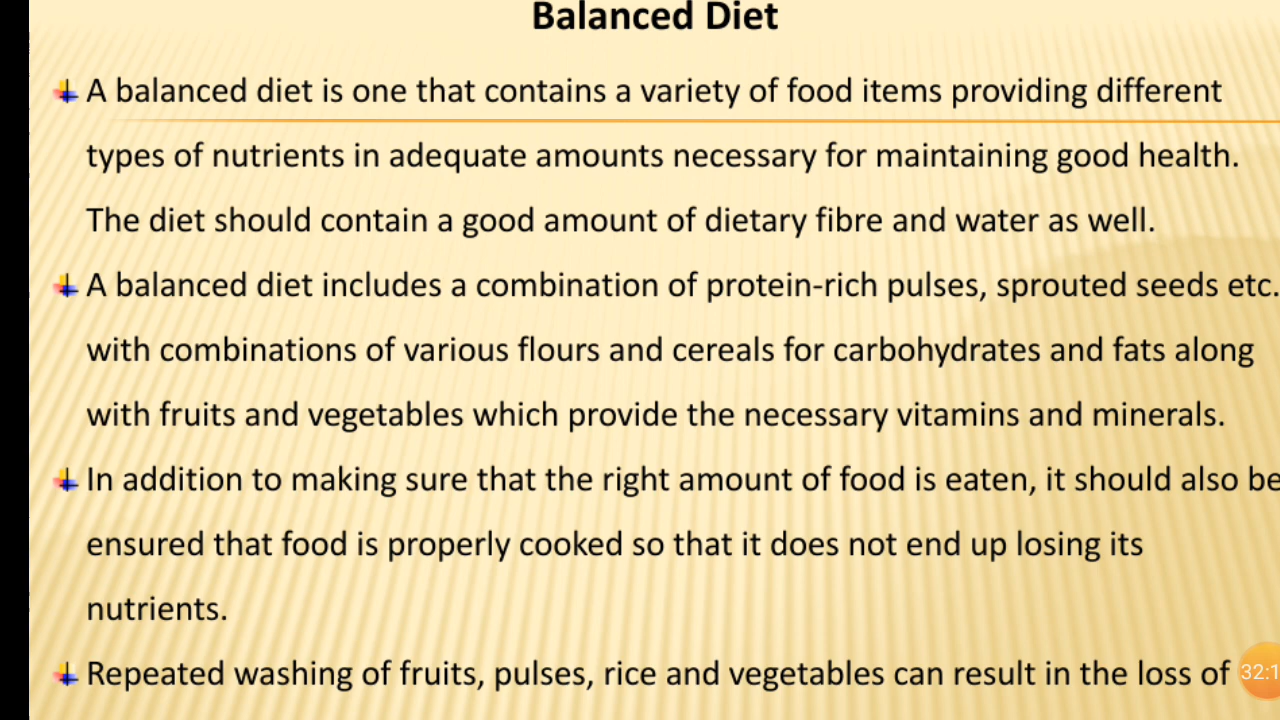 Balanced Diet
A balanced diet is one that contains a variety of food items providing different
types of nutrients in adequate amounts necessary for maintaining good health.
The diet should contain a good amount of dietary fibre and water as well.
A balanced diet includes a combination of protein-rich pulses, sprouted seeds etc.
with combinations of various flours and cereals for carbohydrates and fats along
with fruits and vegetables which provide the necessary vitamins and minerals.
In addition to making sure that the right amount of food is eaten, it should also be
ensured that food is properly cooked so that it does not end up losing its
nutrients.
Repeated washing of fruits, pulses, rice and vegetables can result in the loss of
32:1